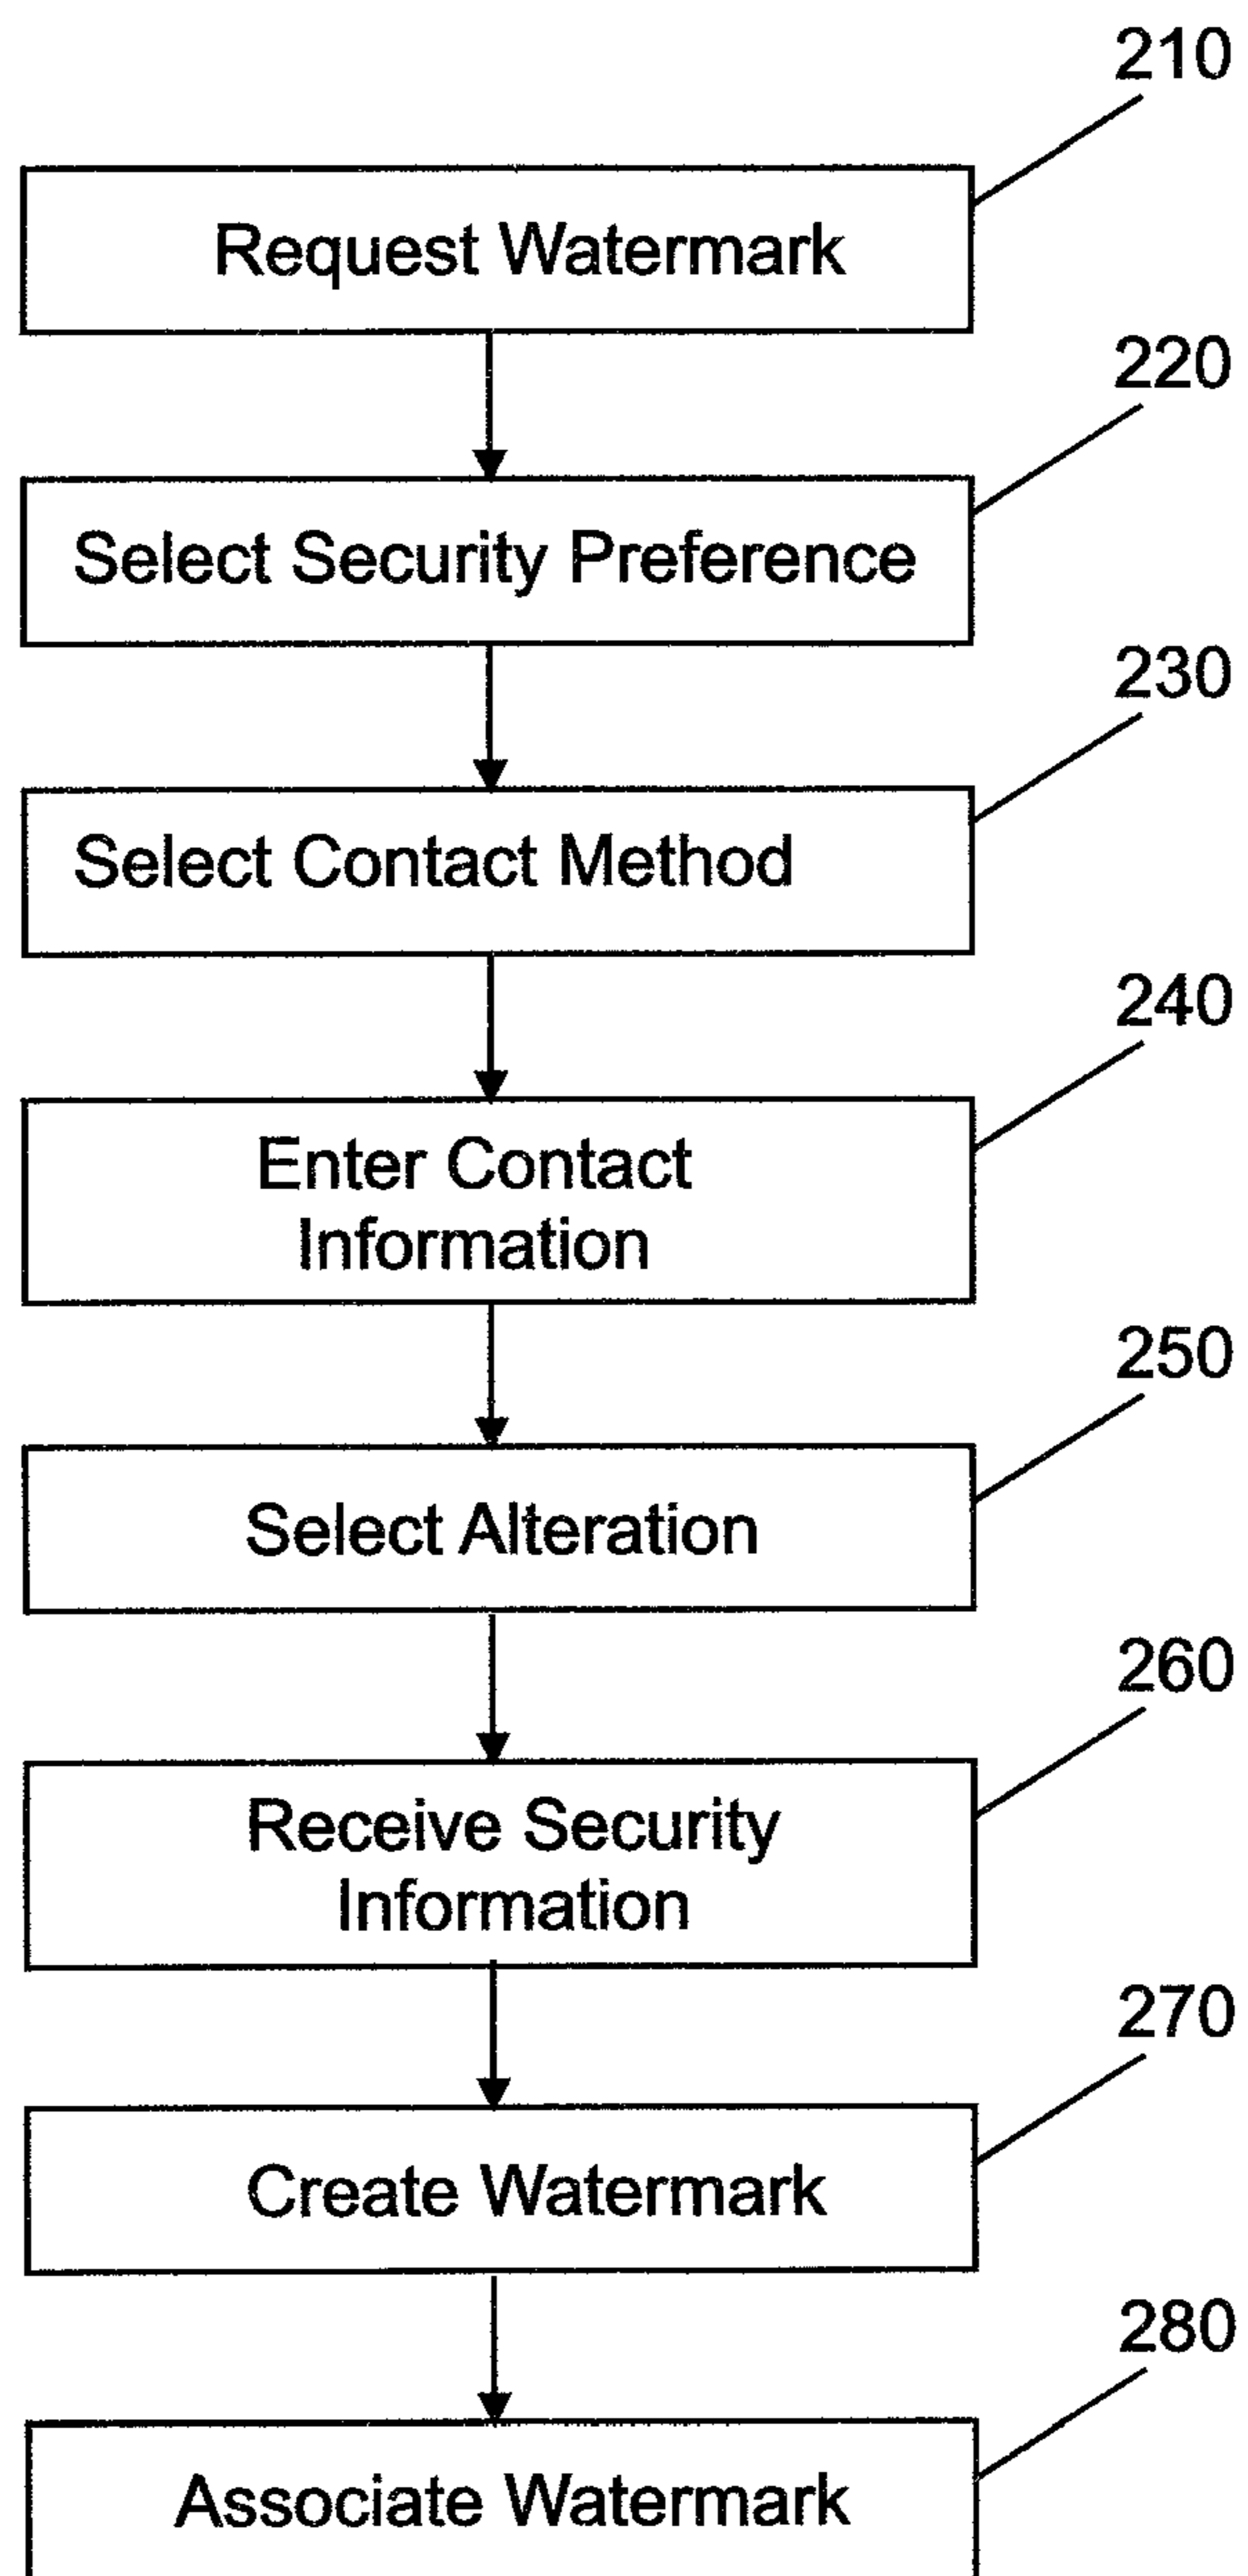 210
Request Watermark
220
Select Security Preference
230
Select Contact Method
240
Enter Contact
Information
250
Select Alteration
260
Receive Security
Information
270
Create Watermark
280
Associate Watermark